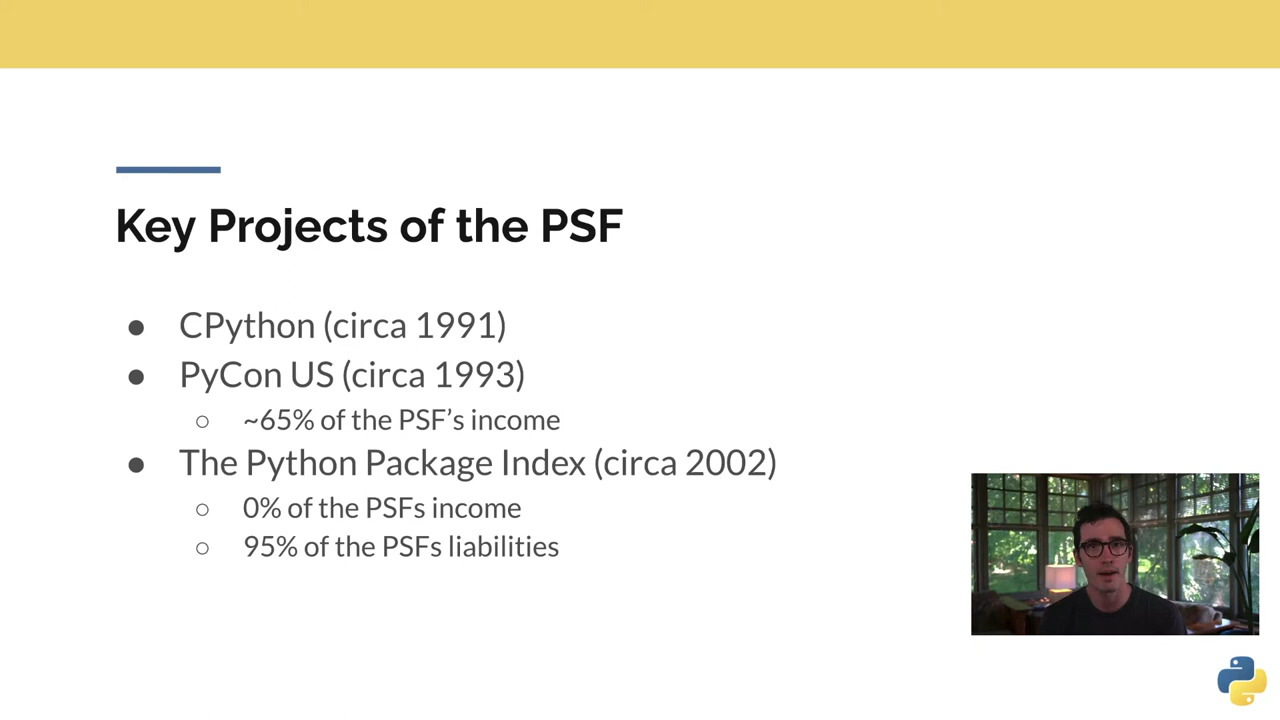 Key Projects of the PSF
● CPython (circa 1991)
● PyCon US (circa 1993)
○ ~65% of the PSF’s income
● The Python Package Index (circa 2002)
○ 0% of the PSFs income
○ 95% of the PSFs liabilities